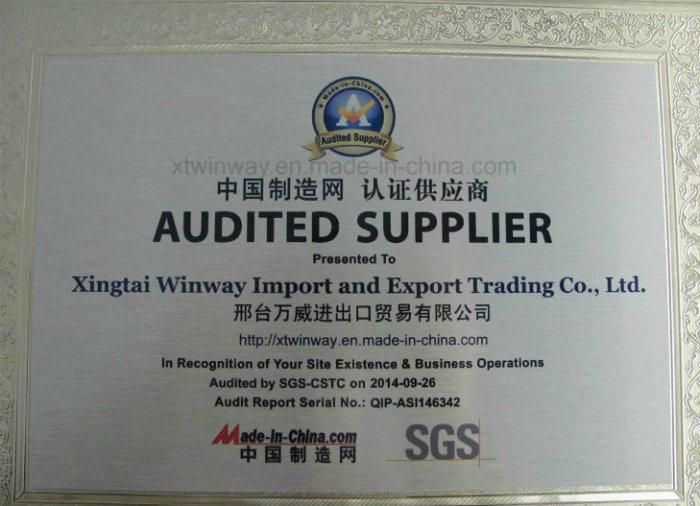 Made-in-China.com
Audited Supplier
xtwinway.en.made-in-china.com
中国制造网 认证供应商
AUDITED SUPPLIER
Presented To
Xingtai Winway Import and Export Trading Co., Ltd.
邢台万威进出口贸易有限公司
http://xtwinway.en.made-in-china.com
In Recognition of Your Site Existence & Business Operations
Audited by SGS-CSTC on 2014-09-26
Audit Report Serial No.: QIP-ASI146342
Made-in-China.com SGS
中国制造网